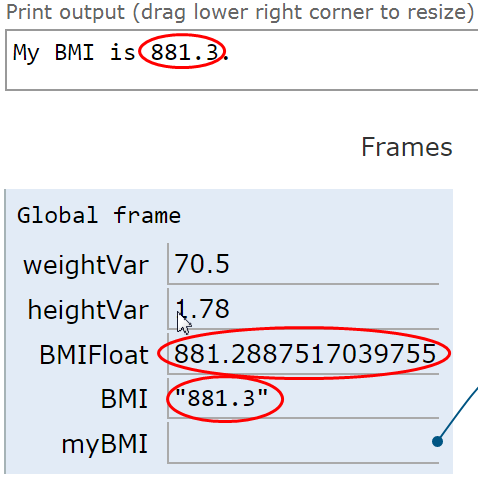 Print output (drag lower right corner to resize)
My BMI is 881.3.
Frames
Global frame
weightVar 70.5
heightVar 1.78
BMIFloat 881.2887517039755
BMI "881.3"
myBMI